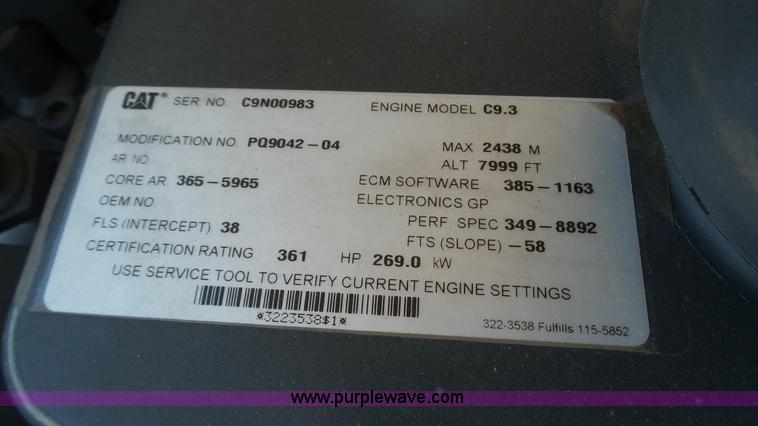 CAT® SER NO. C9N00983 ENGINE MODEL C9.3
MODIFICATION NO. PQ9042-04 MAX 2438 M
AR NO. ALT 7999 FT
CORE AR. 365-5965 ECM SOFTWARE 385-1163
OEM NO. ELECTRONICS GP
FLS (INTERCEPT) 38 PERF. SPEC 349-8892
FTS (SLOPE) -58
CERTIFICATION RATING 361 HP 269.0 kW
USE SERVICE TOOL TO VERIFY CURRENT ENGINE SETTINGS
*3223538$1*
322-3538 Fulfills 115-5852
www.purplewave.com